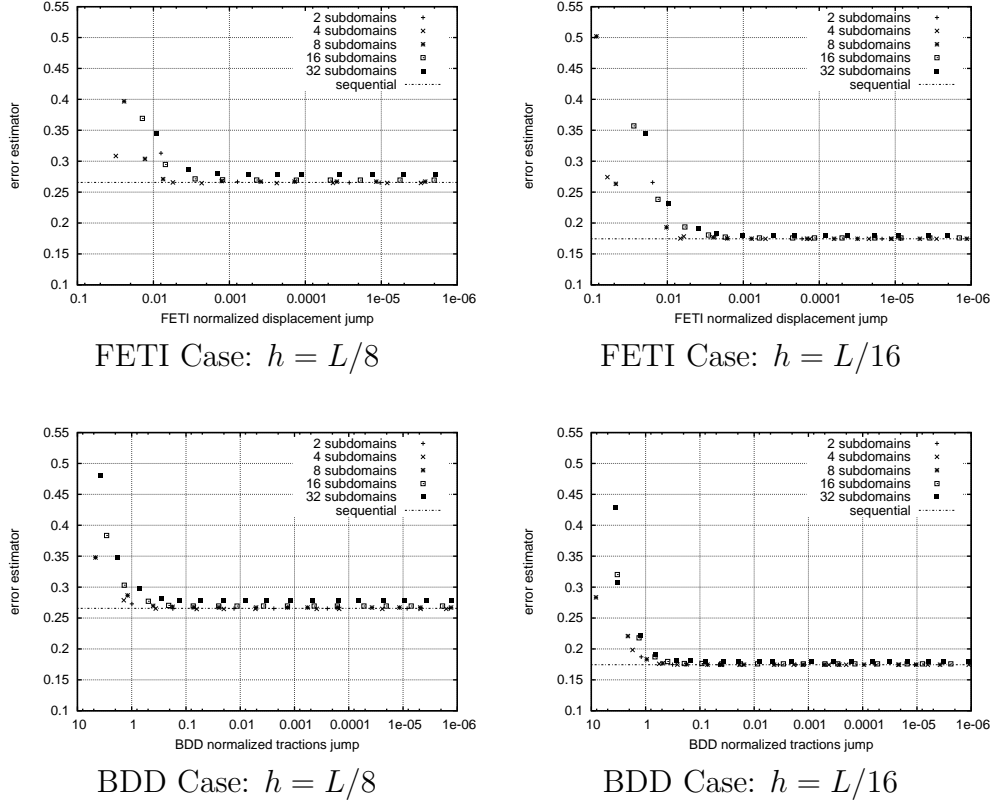 0.55
0.5
0.45
0.4
0.35
0.3
0.25
0.2
0.15
0.1
error estimator
2 subdomains
4 subdomains
8 subdomains
16 subdomains
32 subdomains
sequential
0.1 0.01 0.001 0.0001 1e-05 1e-06
FETI normalized displacement jump
FETI Case: h = L/8
0.55
0.5
0.45
0.4
0.35
0.3
0.25
0.2
0.15
0.1
error estimator
2 subdomains
4 subdomains
8 subdomains
16 subdomains
32 subdomains
sequential
0.1 0.01 0.001 0.0001 1e-05 1e-06
FETI normalized displacement jump
FETI Case: h = L/16
0.55
0.5
0.45
0.4
0.35
0.3
0.25
0.2
0.15
0.1
error estimator
2 subdomains
4 subdomains
8 subdomains
16 subdomains
32 subdomains
sequential
10 1 0.1 0.01 0.001 0.0001 1e-05 1e-06
BDD normalized tractions jump
BDD Case: h = L/8
0.55
0.5
0.45
0.4
0.35
0.3
0.25
0.2
0.15
0.1
error estimator
2 subdomains
4 subdomains
8 subdomains
16 subdomains
32 subdomains
sequential
10 1 0.1 0.01 0.001 0.0001 1e-05 1e-06
BDD normalized tractions jump
BDD Case: h = L/16